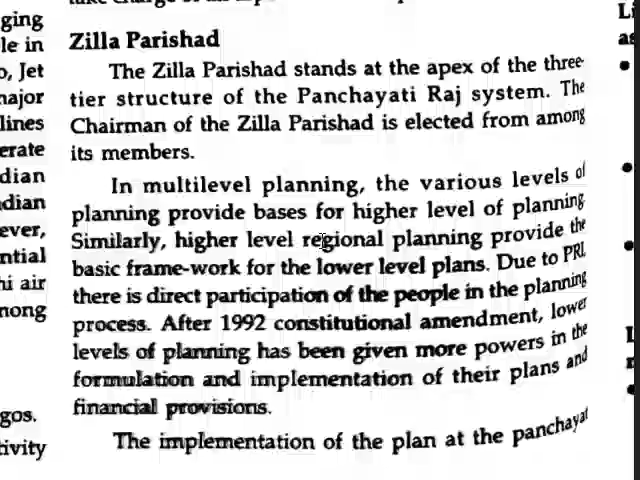 Zilla Parishad
The Zilla Parishad stands at the apex of the three-
tier structure of the Panchayati Raj system. The
Chairman of the Zilla Parishad is elected from among
its members.
In multilevel planning, the various levels of
planning provide bases for higher level of planning.
Similarly, higher level regional planning provide the
basic frame-work for the lower level plans. Due to PRI,
there is direct participation of the people in the planning
process. After 1992 constitutional amendment, lower
levels of planning has been given more powers in the
formulation and implementation of their plans and
financial provisions.
The implementation of the plan at the panchayat